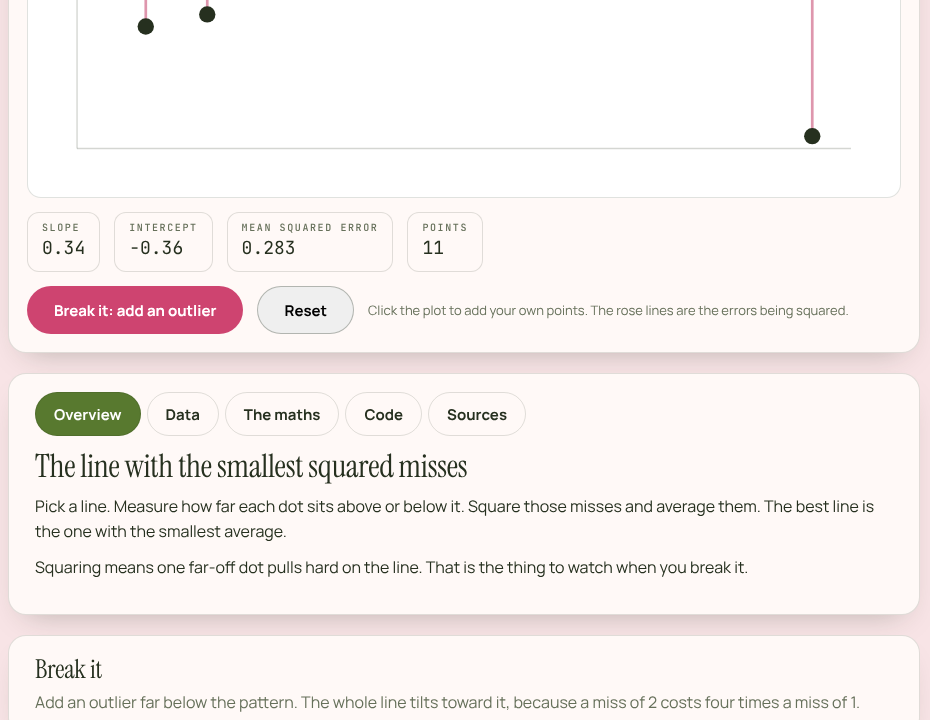 SLOPE
0.34
INTERCEPT
-0.36
MEAN SQUARED ERROR
0.283
POINTS
11
Break it: add an outlier
Reset
Click the plot to add your own points. The rose lines are the errors being squared.
Overview
Data
The maths
Code
Sources
The line with the smallest squared misses
Pick a line. Measure how far each dot sits above or below it. Square those misses and average them. The best line is
the one with the smallest average.
Squaring means one far-off dot pulls hard on the line. That is the thing to watch when you break it.
Break it
Add an outlier far below the pattern. The whole line tilts toward it, because a miss of 2 costs four times a miss of 1.